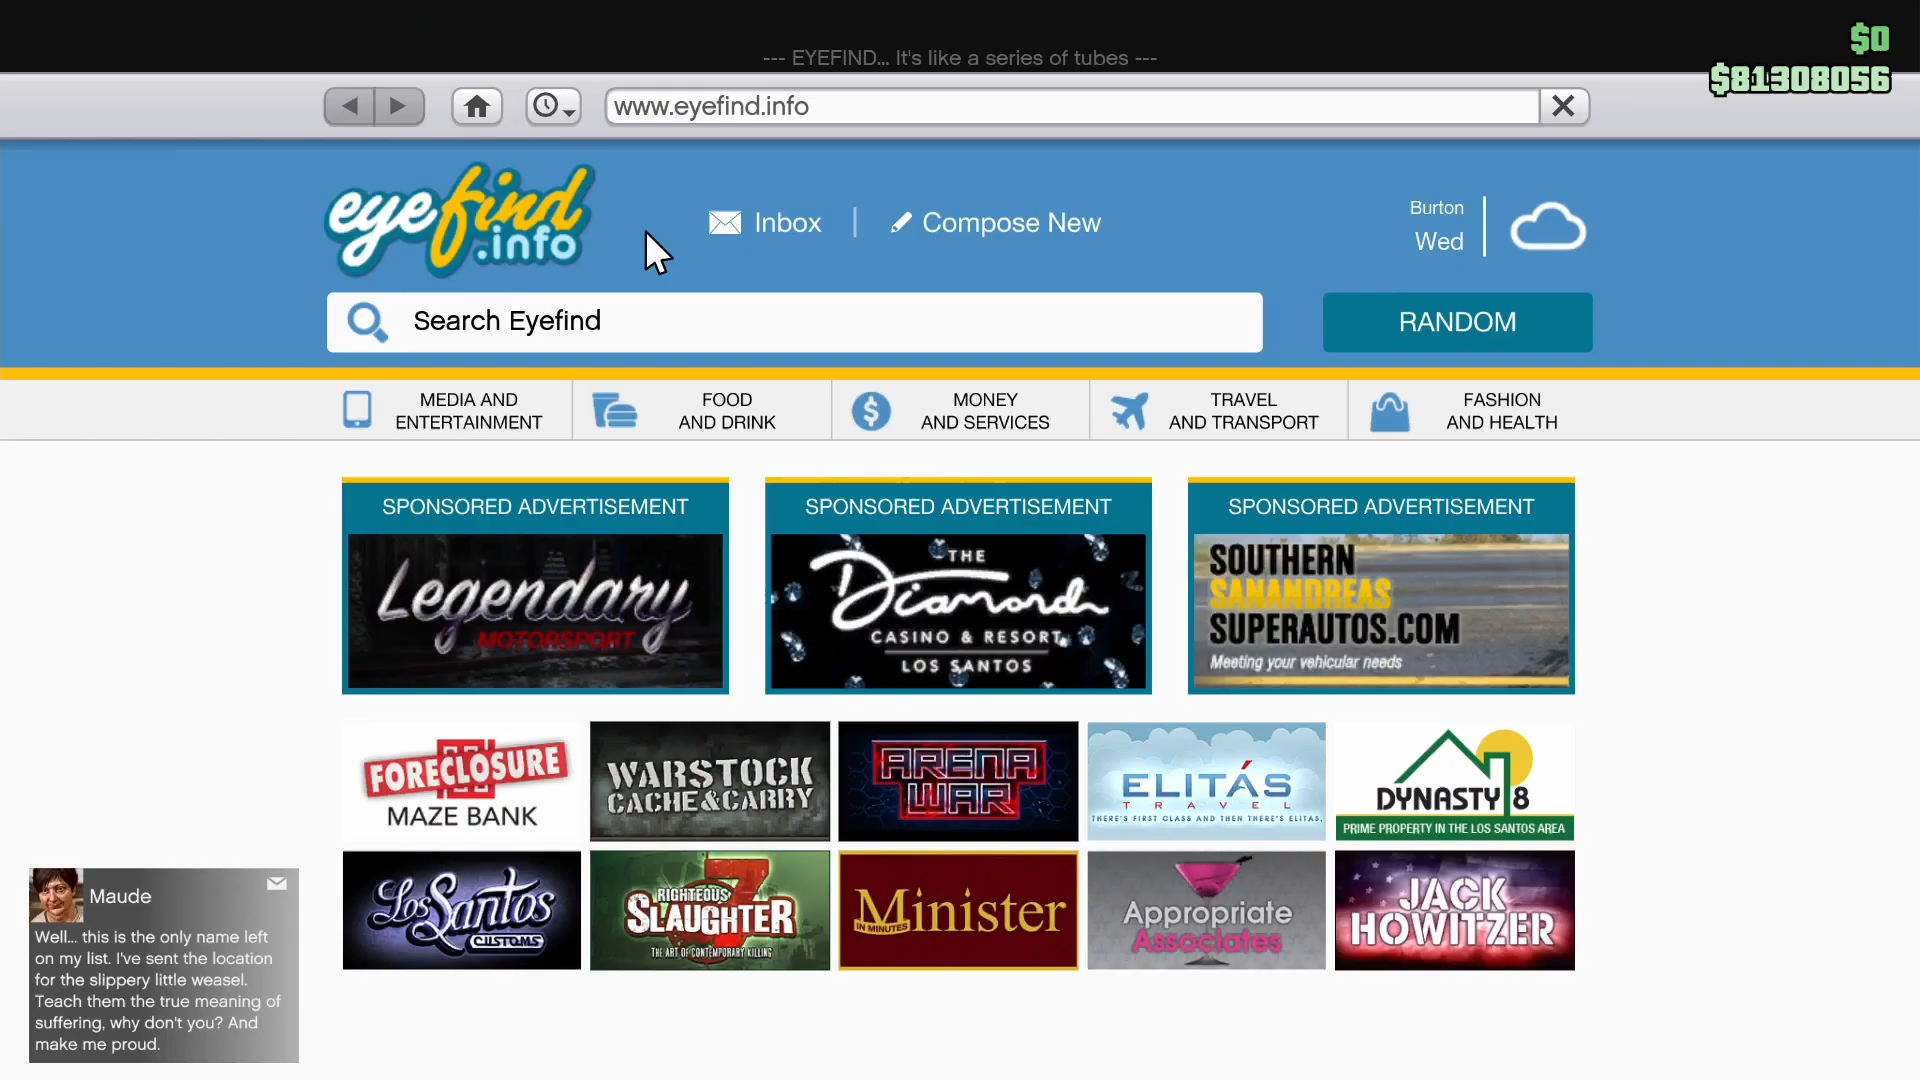 $0
--- EYEFIND... It's like a series of tubes ---
$81308056
www.eyefind.info
eyefind
.info
Inbox
Compose New
Burton
Wed
Search Eyefind
RANDOM
MEDIA AND
ENTERTAINMENT
FOOD
AND DRINK
MONEY
AND SERVICES
TRAVEL
AND TRANSPORT
FASHION
AND HEALTH
SPONSORED ADVERTISEMENT
Legendary
MOTORSPORT
SPONSORED ADVERTISEMENT
THE
Diamond
CASINO & RESORT
LOS SANTOS
SPONSORED ADVERTISEMENT
SOUTHERN
SANANDREAS
SUPERAUTOS.COM
Meeting your vehicular needs
FORECLOSURE
MAZE BANK
WARSTOCK
CACHE&CARRY
ARENA
WAR
ELITÁS
TRAVEL
THERE'S FIRST CLASS AND THEN THERE'S ELITAS.
DYNASTY 8
PRIME PROPERTY IN THE LOS SANTOS AREA
Los Santos
CUSTOMS
RIGHTEOUS
SLAUGHTER
7
THE ART OF CONTEMPORARY KILLING
Minister
IN MINUTES
Appropriate
Associates
JACK
HOWITZER
Maude
Well... this is the only name left
on my list. I've sent the location
for the slippery little weasel.
Teach them the true meaning of
suffering, why don't you? And
make me proud.